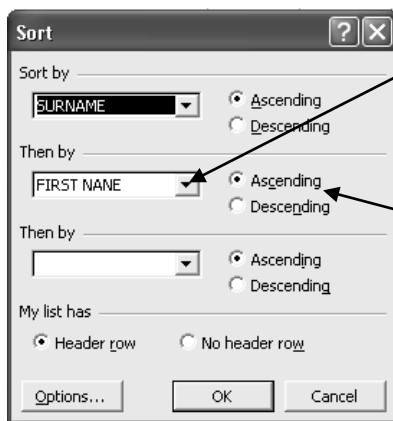 Sort
Sort by
SURNAME
Ascending
Descending
Then by
FIRST NANE
Ascending
Descending
Then by
Ascending
Descending
My list has
Header row
No header row
Options...
OK
Cancel